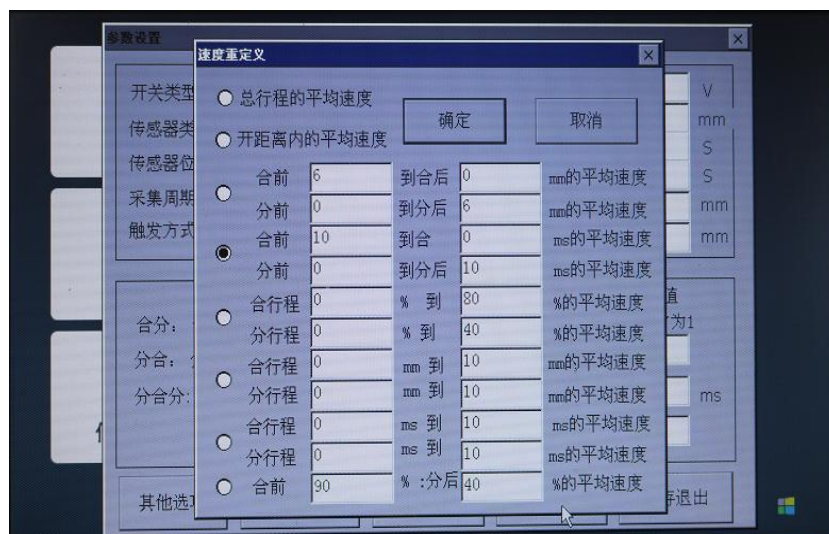 参数设置
速度重定义
总行程的平均速度
开距离内的平均速度
确定
取消
合前 6 到合后 0 mm的平均速度
分前 0 到分后 6 mm的平均速度
合前 10 到合 0 ms的平均速度
分前 0 到分后 10 ms的平均速度
合行程 0 % 到 80 %的平均速度
分行程 0 % 到 40 %的平均速度
合行程 0 mm 到 10 mm的平均速度
分行程 0 mm 到 10 mm的平均速度
合行程 0 ms 到 10 ms的平均速度
分行程 0 ms 到 10 ms的平均速度
合前 90 % :分后 40 %的平均速度
开关类型
传感器类
传感器位
采集周期
触发方式
V
mm
S
S
mm
mm
合分:
分合:
分合分:
值
为1
ms
其他选
存退出